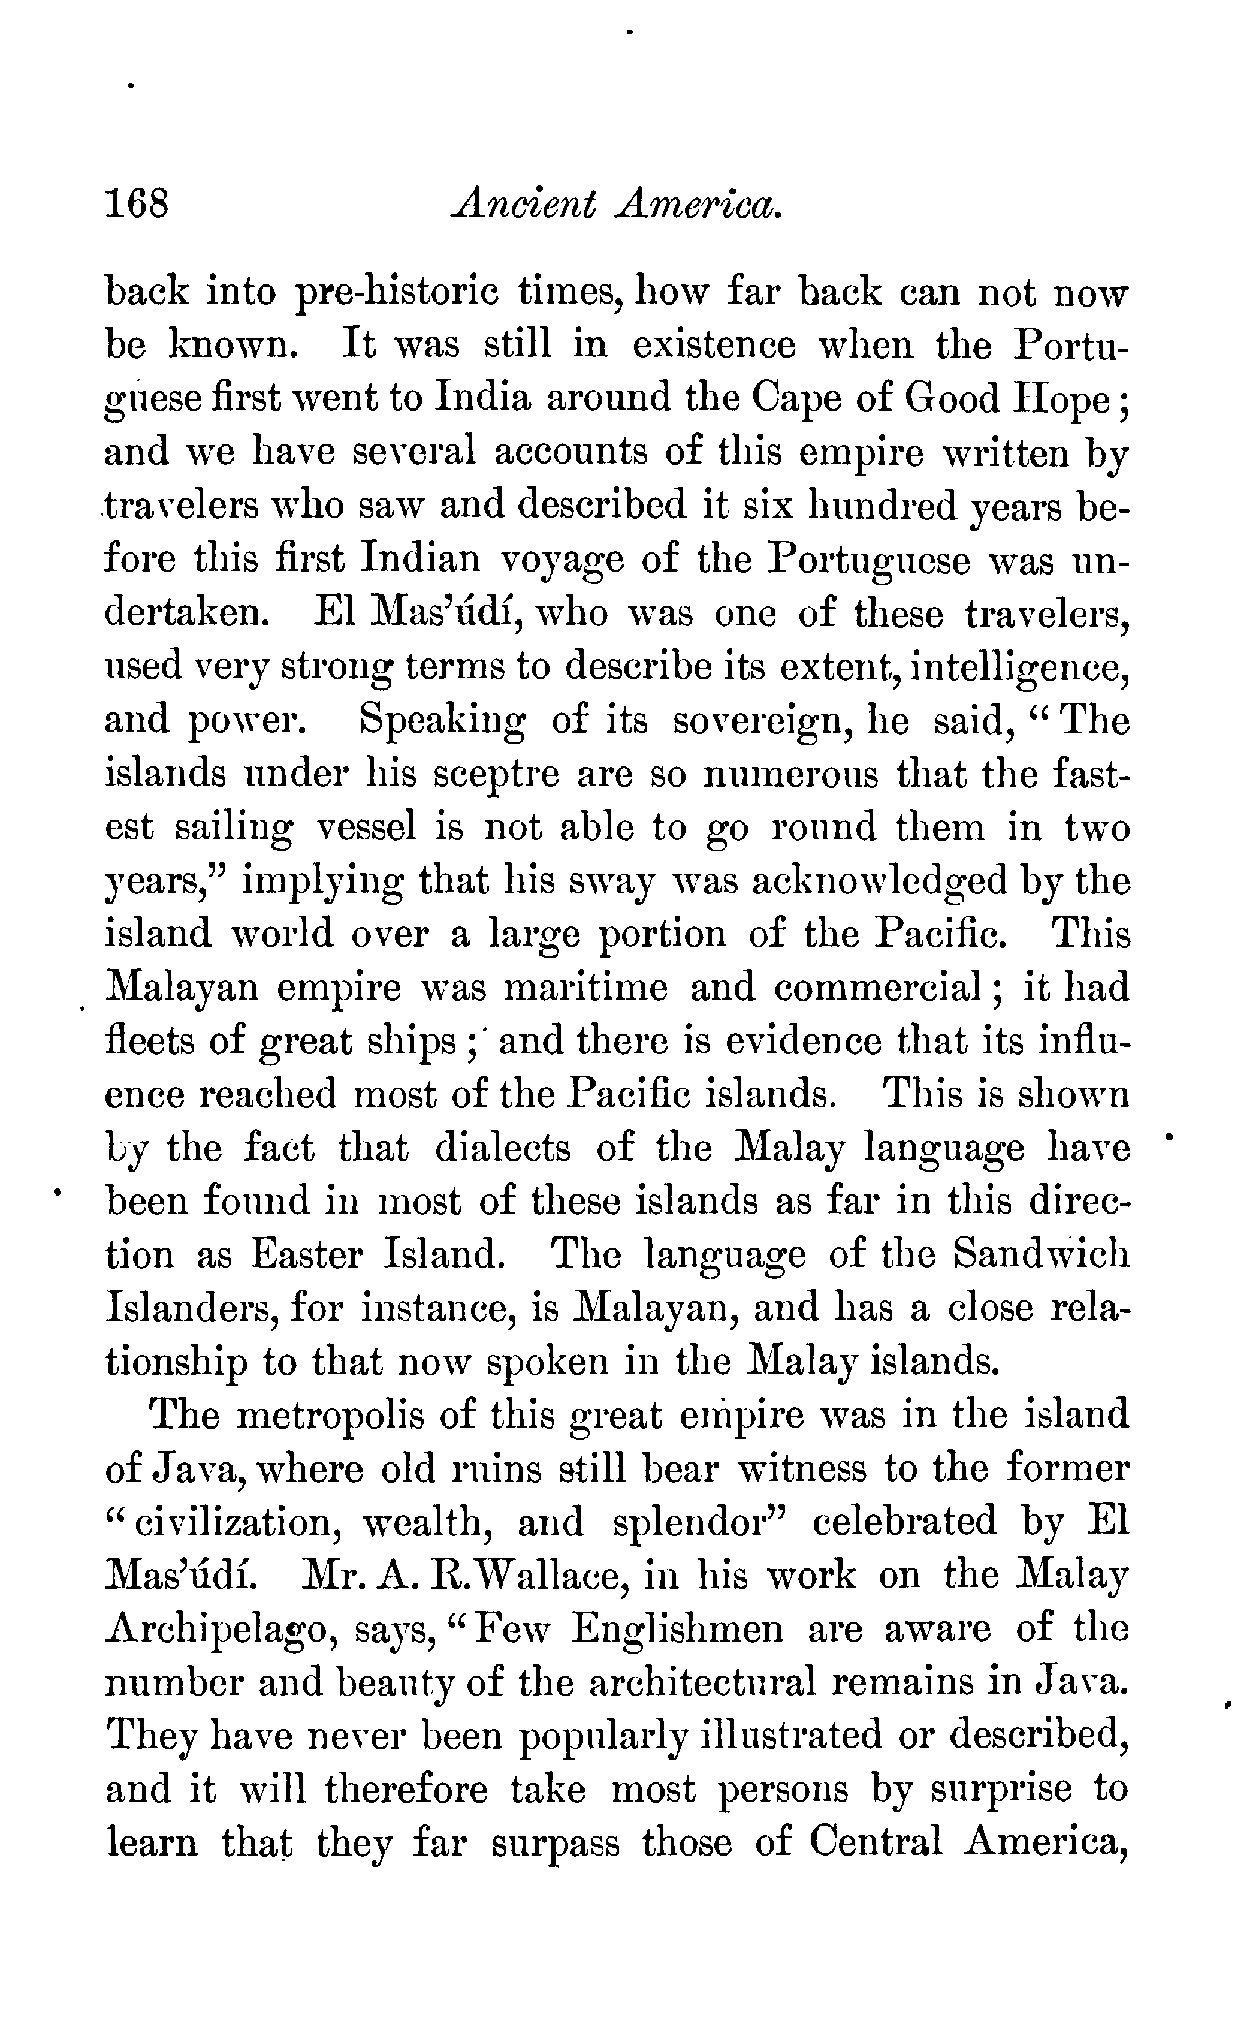 168 Ancient America.
back into pre-historic times, how far back can not now
be known. It was still in existence when the Portu-
guese first went to India around the Cape of Good Hope;
and we have several accounts of this empire written by
travelers who saw and described it six hundred years be-
fore this first Indian voyage of the Portuguese was un-
dertaken. El Mas'údí, who was one of these travelers,
used very strong terms to describe its extent, intelligence,
and power. Speaking of its sovereign, he said, "The
islands under his sceptre are so numerous that the fast-
est sailing vessel is not able to go round them in two
years," implying that his sway was acknowledged by the
island world over a large portion of the Pacific. This
Malayan empire was maritime and commercial; it had
fleets of great ships; and there is evidence that its influ-
ence reached most of the Pacific islands. This is shown
by the fact that dialects of the Malay language have
been found in most of these islands as far in this direc-
tion as Easter Island. The language of the Sandwich
Islanders, for instance, is Malayan, and has a close rela-
tionship to that now spoken in the Malay islands.
The metropolis of this great empire was in the island
of Java, where old ruins still bear witness to the former
"civilization, wealth, and splendor" celebrated by El
Mas'údí. Mr. A. R. Wallace, in his work on the Malay
Archipelago, says, "Few Englishmen are aware of the
number and beauty of the architectural remains in Java.
They have never been popularly illustrated or described,
and it will therefore take most persons by surprise to
learn that they far surpass those of Central America,